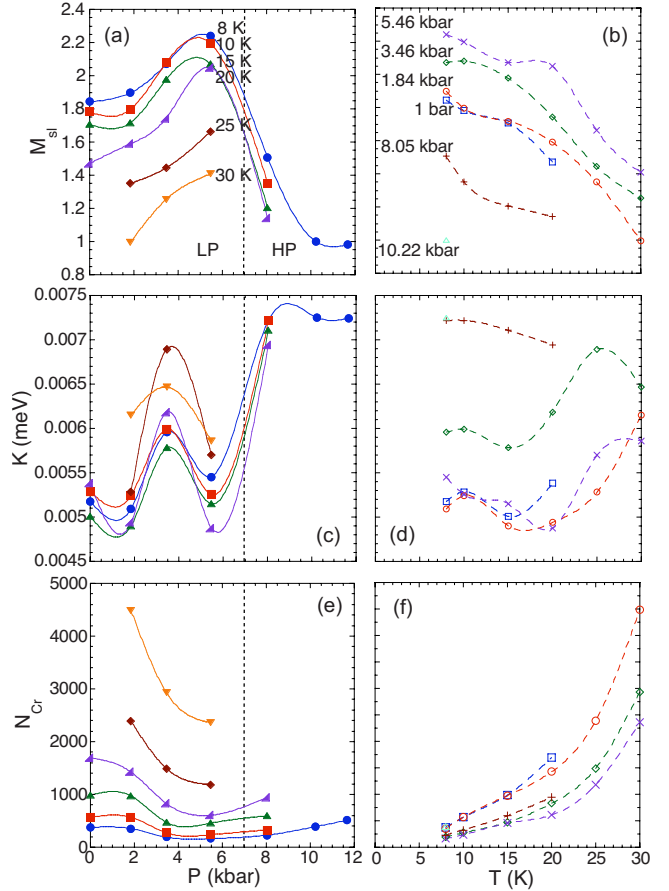 2.4
2.2
2
1.8
1.6
1.4
1.2
1
0.8
M_sl
(a)
8 K
10 K
15 K
20 K
25 K
30 K
LP
HP
5.46 kbar
3.46 kbar
1.84 kbar
1 bar
8.05 kbar
10.22 kbar
(b)
0.0075
0.007
0.0065
0.006
0.0055
0.005
0.0045
K (meV)
(c)
(d)
5000
4000
3000
2000
1000
0
N_Cr
(e)
(f)
0 2 4 6 8 10 12
P (kbar)
0 5 10 15 20 25 30
T (K)